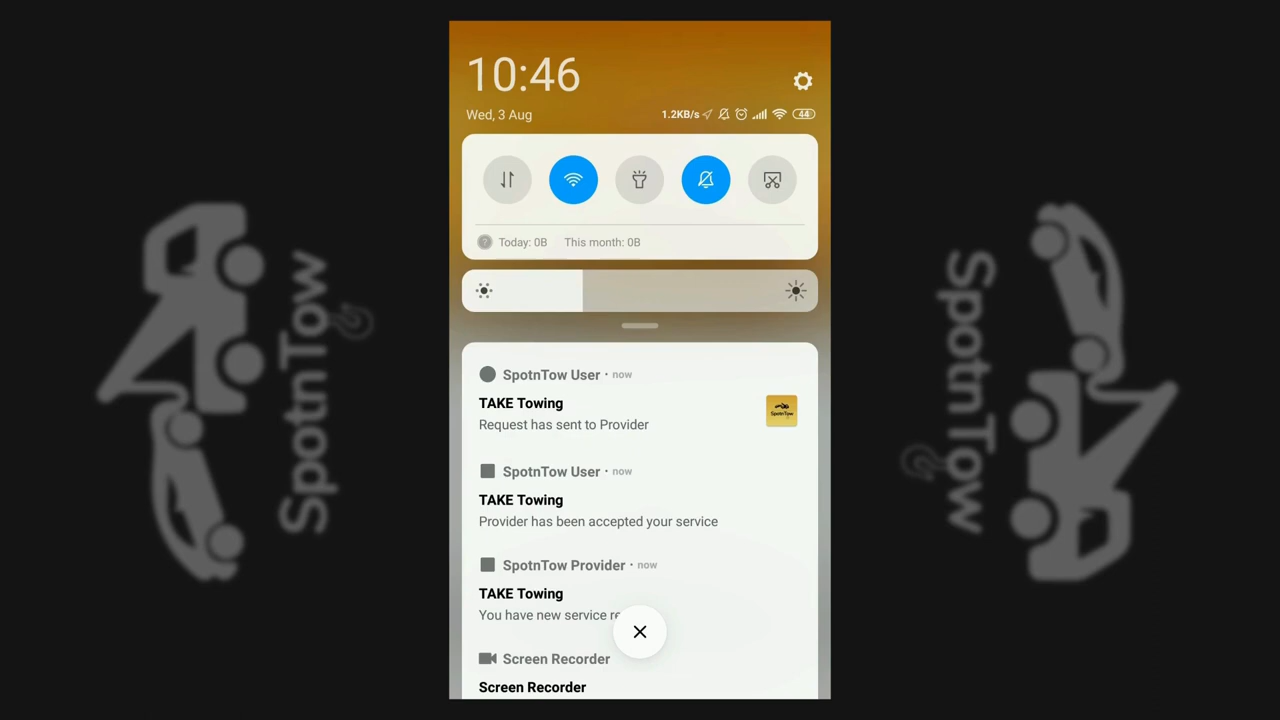 10:46
Wed, 3 Aug
1.2KB/s
44
Today: 0B This month: 0B
SpotnTow User · now
TAKE Towing
Request has sent to Provider
SpotnTow
SpotnTow User · now
TAKE Towing
Provider has been accepted your service
SpotnTow Provider · now
TAKE Towing
You have new service re
Screen Recorder
Screen Recorder
SpotnTow
SpotnTow